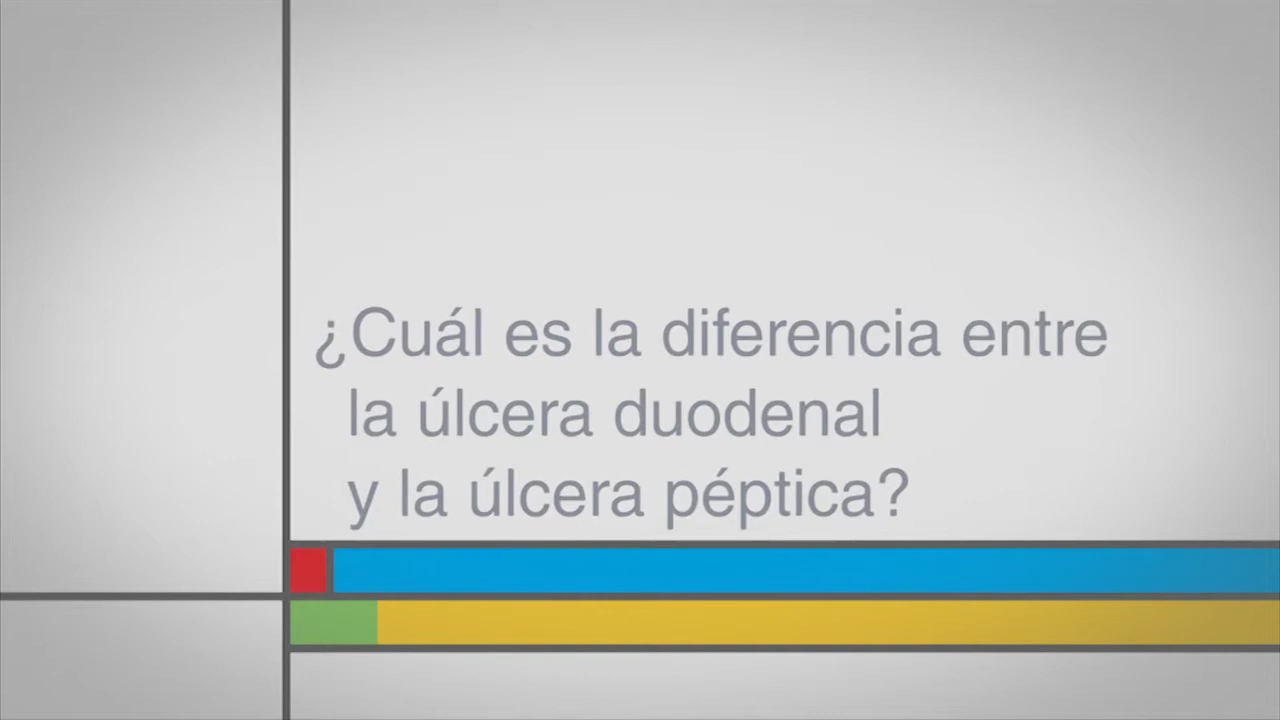 ¿Cuál es la diferencia entre
la úlcera duodenal
y la úlcera péptica?